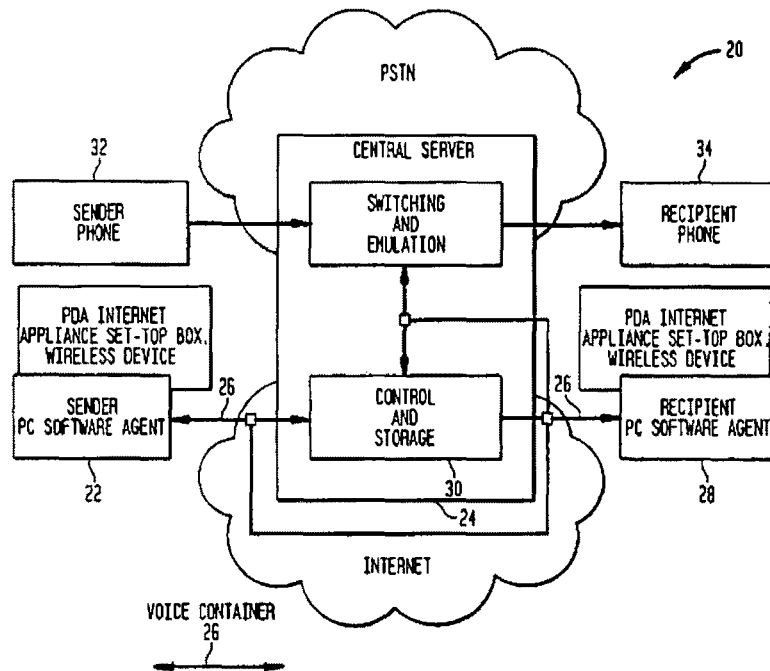 PSTN
20
CENTRAL SERVER
32
SENDER
PHONE
SWITCHING
AND
EMULATION
34
RECIPIENT
PHONE
PDA INTERNET
APPLIANCE SET-TOP BOX,
WIRELESS DEVICE
SENDER
PC SOFTWARE AGENT
22
26
CONTROL
AND
STORAGE
30
24
26
PDA INTERNET
APPLIANCE SET-TOP BOX,
WIRELESS DEVICE
RECIPIENT
PC SOFTWARE AGENT
28
INTERNET
VOICE CONTAINER
26